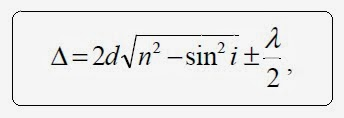 Δ = 2d√(n² − sin² i) ± λ/2,